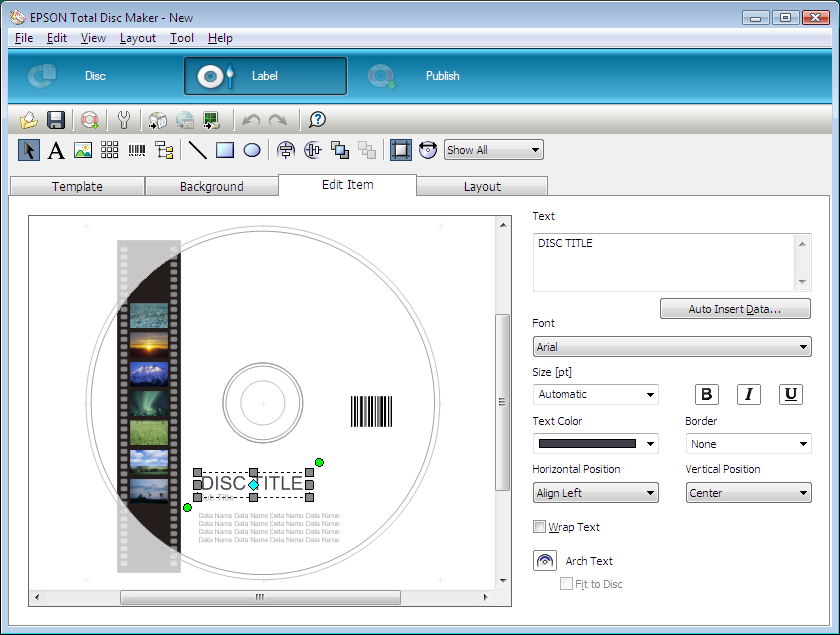 EPSON Total Disc Maker - New
File Edit View Layout Tool Help
Disc Label Publish
Show All
Template Background Edit Item Layout
Text
DISC TITLE
Auto Insert Data...
Font
Arial
Size [pt]
Automatic B I U
Text Color Border
None
Horizontal Position Vertical Position
Align Left Center
Wrap Text
Arch Text
Fit to Disc
DISC TITLE
Sub Title
Data Name Data Name Data Name Data Name
Data Name Data Name Data Name Data Name
Data Name Data Name Data Name Data Name
Data Name Data Name Data Name Data Name